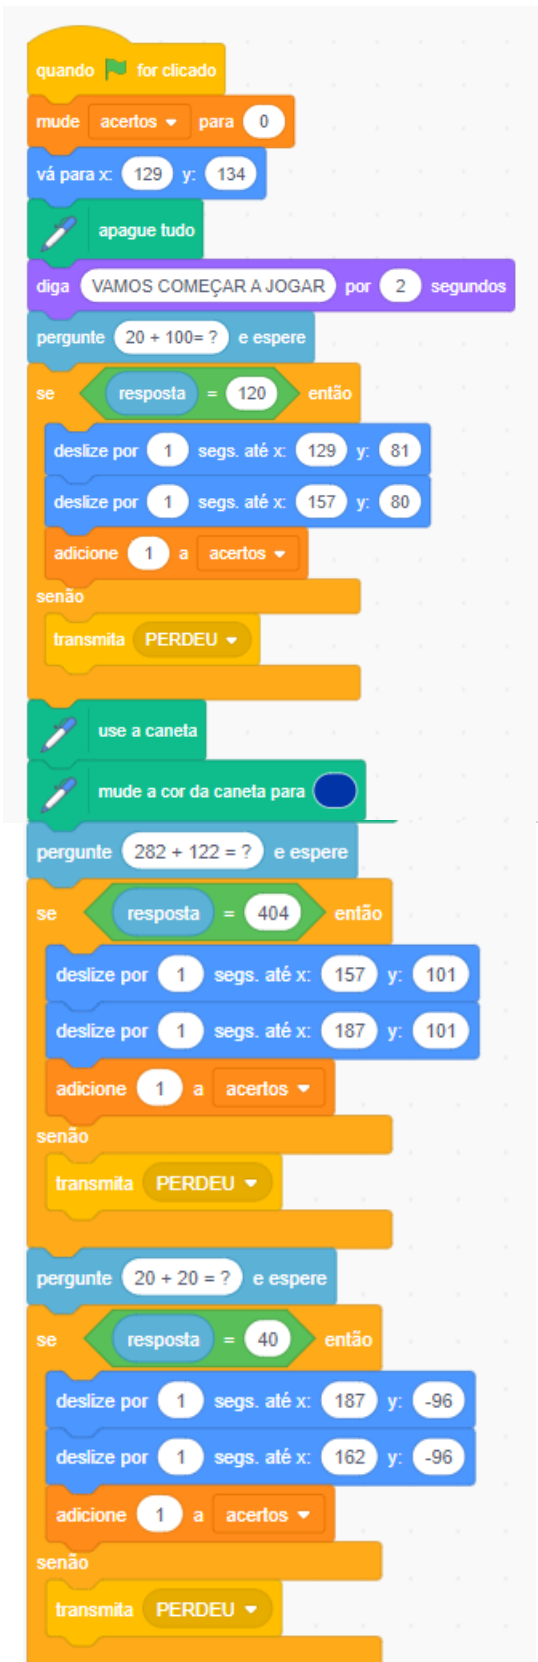 quando for clicado
mude acertos para 0
vá para x: 129 y: 134
apague tudo
diga VAMOS COMEÇAR A JOGAR por 2 segundos
pergunte 20 + 100= ? e espere
se resposta = 120 então
deslize por 1 segs. até x: 129 y: 81
deslize por 1 segs. até x: 157 y: 80
adicione 1 a acertos
senão
transmita PERDEU
use a caneta
mude a cor da caneta para
pergunte 282 + 122 = ? e espere
se resposta = 404 então
deslize por 1 segs. até x: 157 y: 101
deslize por 1 segs. até x: 187 y: 101
adicione 1 a acertos
senão
transmita PERDEU
pergunte 20 + 20 = ? e espere
se resposta = 40 então
deslize por 1 segs. até x: 187 y: -96
deslize por 1 segs. até x: 162 y: -96
adicione 1 a acertos
senão
transmita PERDEU